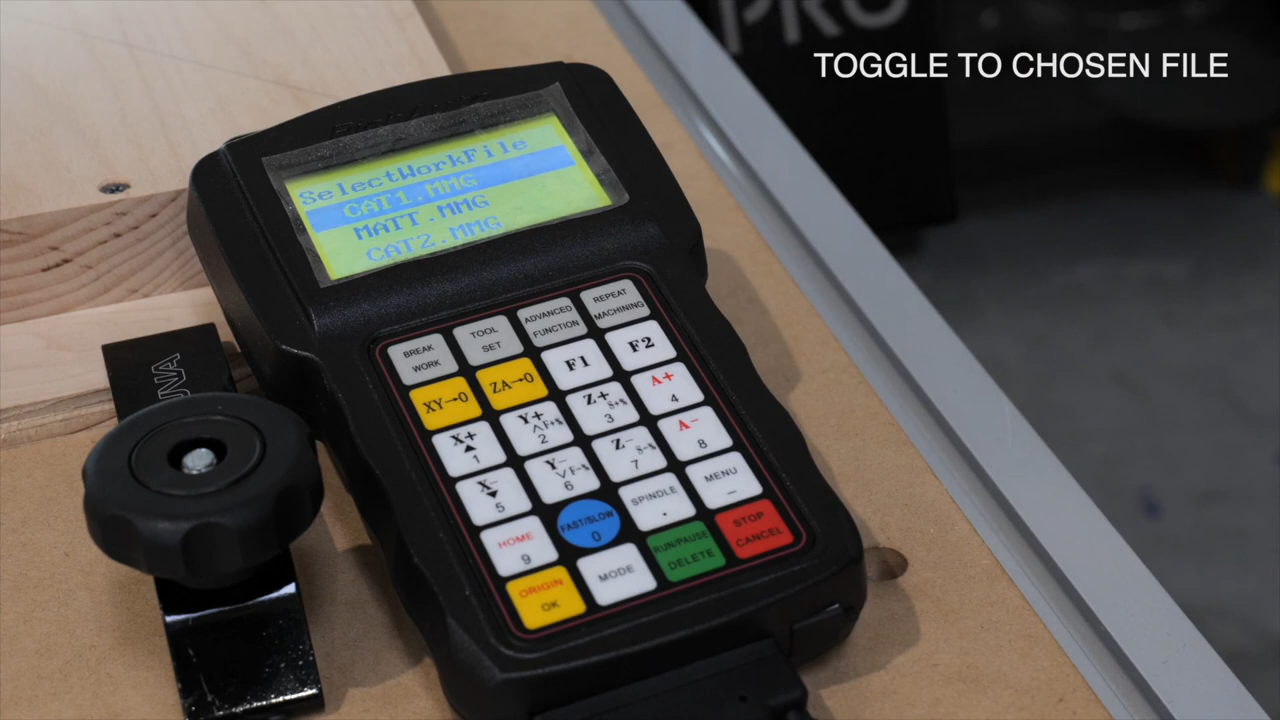 PRO
TOGGLE TO CHOSEN FILE
SelectWorkFile
CAT1.MMG
MATT.MMG
CAT2.MMG
BREAK WORK
TOOL SET
ADVANCED FUNCTION
REPEAT MACHINING
XY→0
ZA→0
F1
F2
X+ ▲ 1
Y+ ∧F+% 2
Z+ S+% 3
A+ 4
X- ▼ 5
Y- ∨F-% 6
Z- S-% 7
A- 8
HOME 9
FAST/SLOW 0
SPINDLE .
MENU –
ORIGIN OK
MODE
RUN/PAUSE DELETE
STOP CANCEL